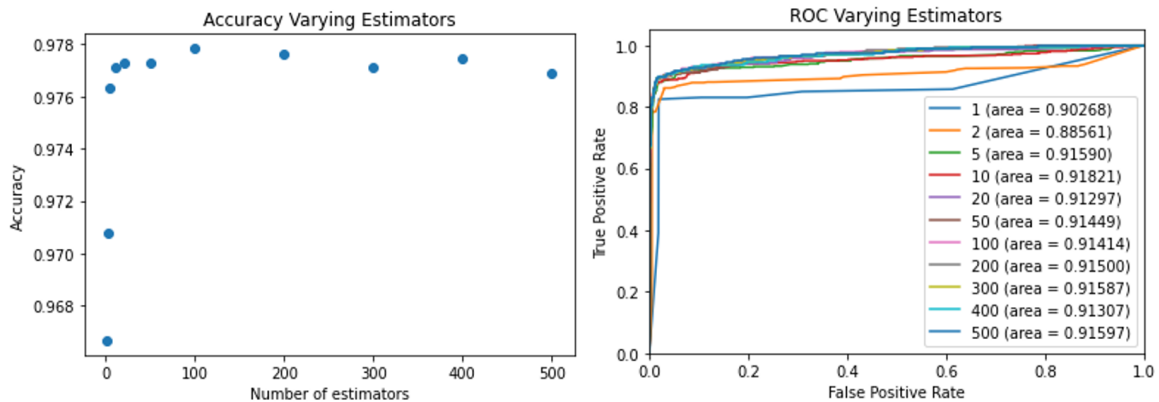 Accuracy Varying Estimators
0.978
0.976
0.974
0.972
0.970
0.968
Accuracy
0 100 200 300 400 500
Number of estimators
ROC Varying Estimators
1.0
0.8
0.6
0.4
0.2
0.0
True Positive Rate
1 (area = 0.90268)
2 (area = 0.88561)
5 (area = 0.91590)
10 (area = 0.91821)
20 (area = 0.91297)
50 (area = 0.91449)
100 (area = 0.91414)
200 (area = 0.91500)
300 (area = 0.91587)
400 (area = 0.91307)
500 (area = 0.91597)
0.0 0.2 0.4 0.6 0.8 1.0
False Positive Rate